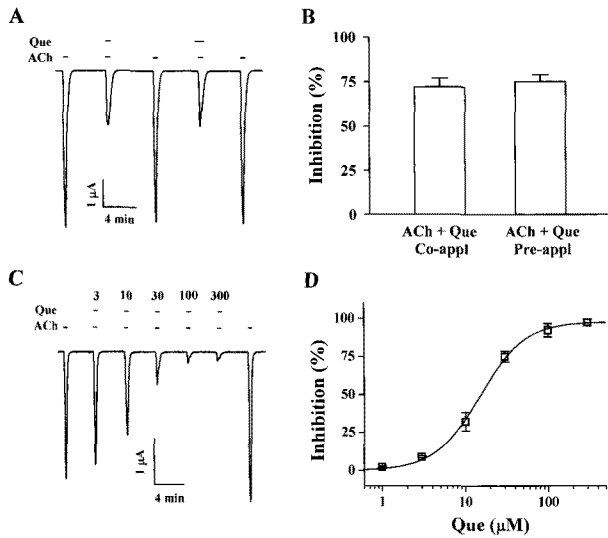 A
Que
ACh
1 μA
4 min
B
Inhibition (%)
100
75
50
25
0
ACh + Que
Co-appl
ACh + Que
Pre-appl
C
3 10 30 100 300
Que
ACh
1 μA
4 min
D
Inhibition (%)
100
75
50
25
0
1 10 100
Que (μM)